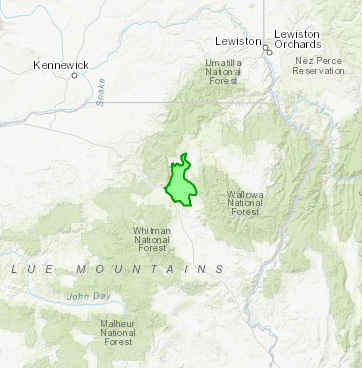 Lewiston
Lewiston
Orchards
Kennewick
Umatilla
National
Forest
Nez Perce
Reservation
Snake
Wallowa
National
Forest
Whitman
National
Forest
LUE MOUNTAINS
John Day
Malheur
National
Forest